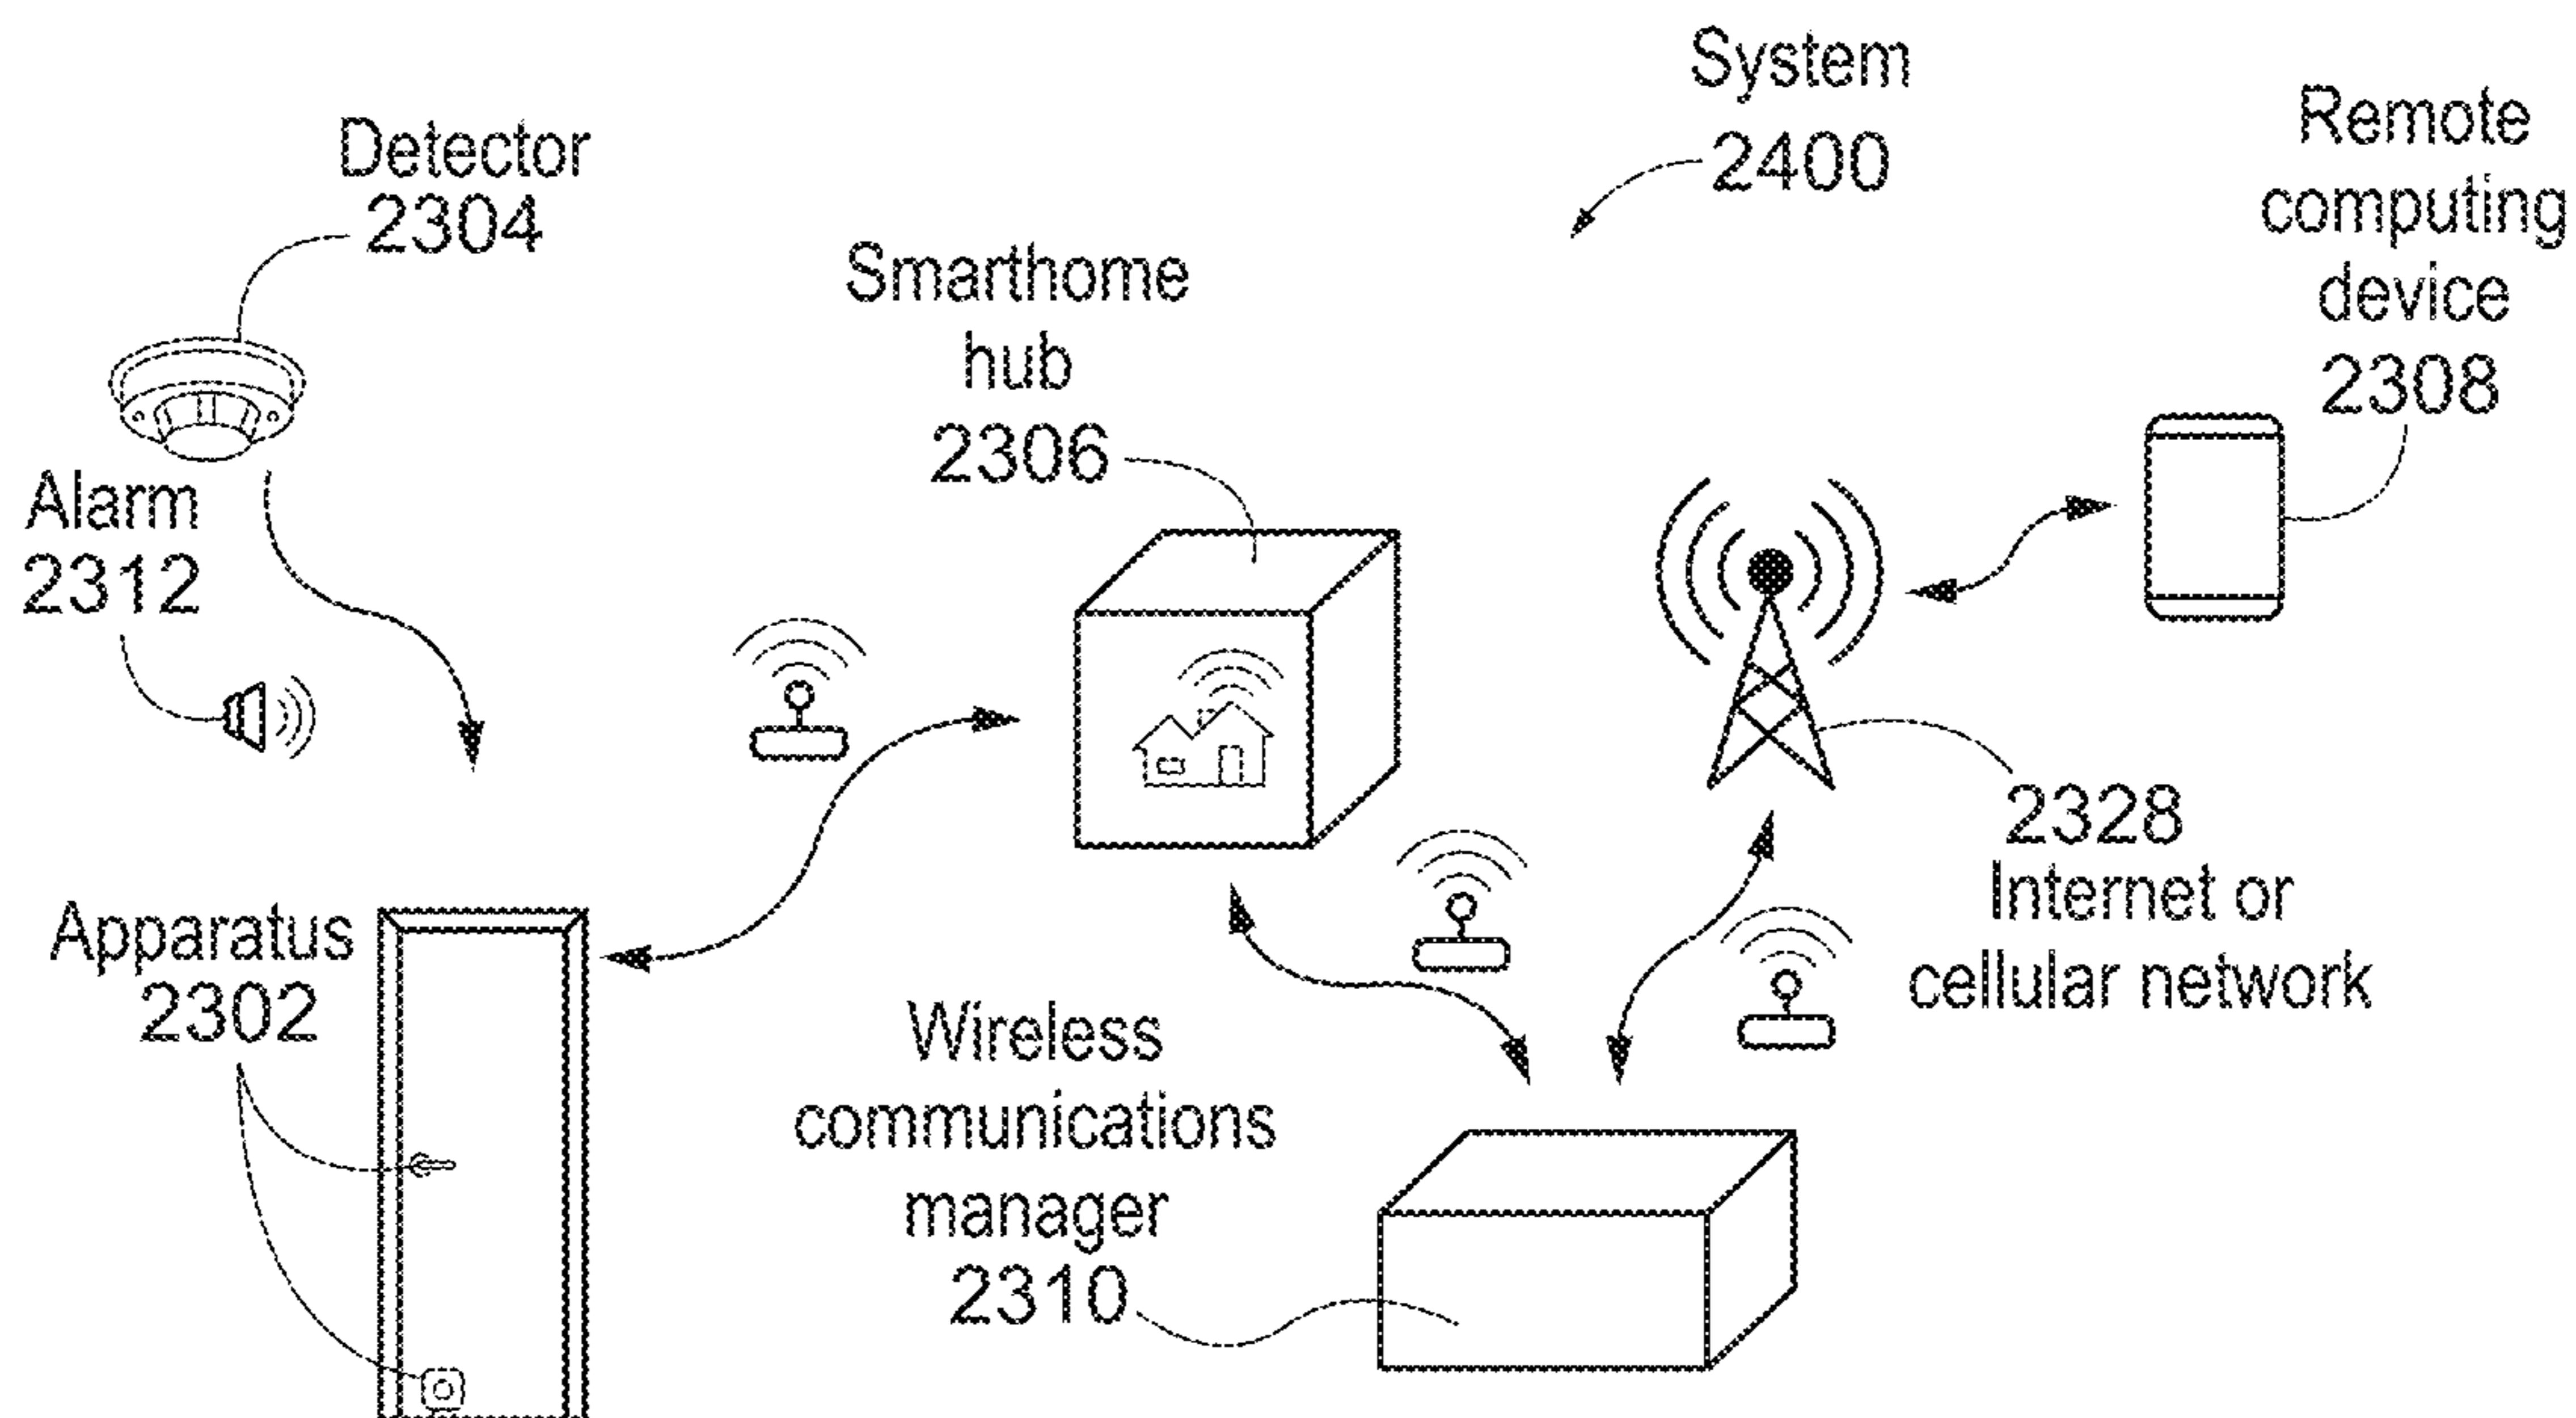 System
2400
Detector
2304
Remote
computing
device
2308
Smarthome
hub
2306
Alarm
2312
2328
Internet or
cellular network
Apparatus
2302
Wireless
communications
manager
2310